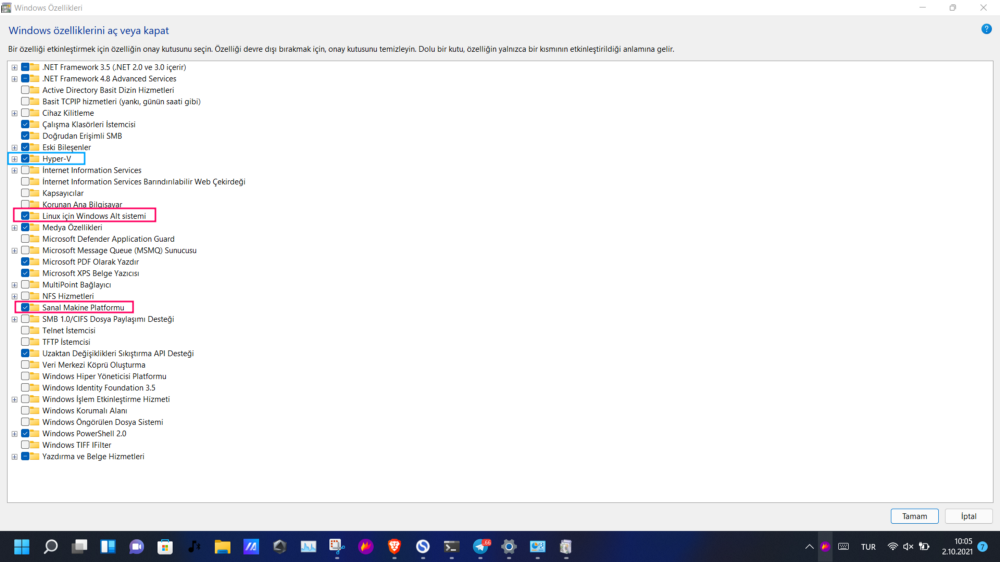 Windows Özellikleri
Windows özelliklerini aç veya kapat
Bir özelliği etkinleştirmek için özelliğin onay kutusunu seçin. Özelliği devre dışı bırakmak için, onay kutusunu temizleyin. Dolu bir kutu, özelliğin yalnızca bir kısmının etkinleştirildiği anlamına gelir.
.NET Framework 3.5 (.NET 2.0 ve 3.0 içerir)
.NET Framework 4.8 Advanced Services
Active Directory Basit Dizin Hizmetleri
Basit TCPIP hizmetleri (yankı, günün saati gibi)
Cihaz Kilitleme
Çalışma Klasörleri İstemcisi
Doğrudan Erişimli SMB
Eski Bileşenler
Hyper-V
Internet Information Services
Internet Information Services Barındırılabilir Web Çekirdeği
Kapsayıcılar
Korunan Ana Bilgisayar
Linux için Windows Alt sistemi
Medya Özellikleri
Microsoft Defender Application Guard
Microsoft Message Queue (MSMQ) Sunucusu
Microsoft PDF Olarak Yazdır
Microsoft XPS Belge Yazıcısı
MultiPoint Bağlayıcı
NFS Hizmetleri
Sanal Makine Platformu
SMB 1.0/CIFS Dosya Paylaşımı Desteği
Telnet İstemcisi
TFTP İstemcisi
Uzaktan Değişiklikleri Sıkıştırma API Desteği
Veri Merkezi Köprü Oluşturma
Windows Hiper Yöneticisi Platformu
Windows Identity Foundation 3.5
Windows İşlem Etkinleştirme Hizmeti
Windows Korumalı Alanı
Windows Öngörülen Dosya Sistemi
Windows PowerShell 2.0
Windows TIFF IFilter
Yazdırma ve Belge Hizmetleri
Tamam
İptal
TUR
10:05
2.10.2021